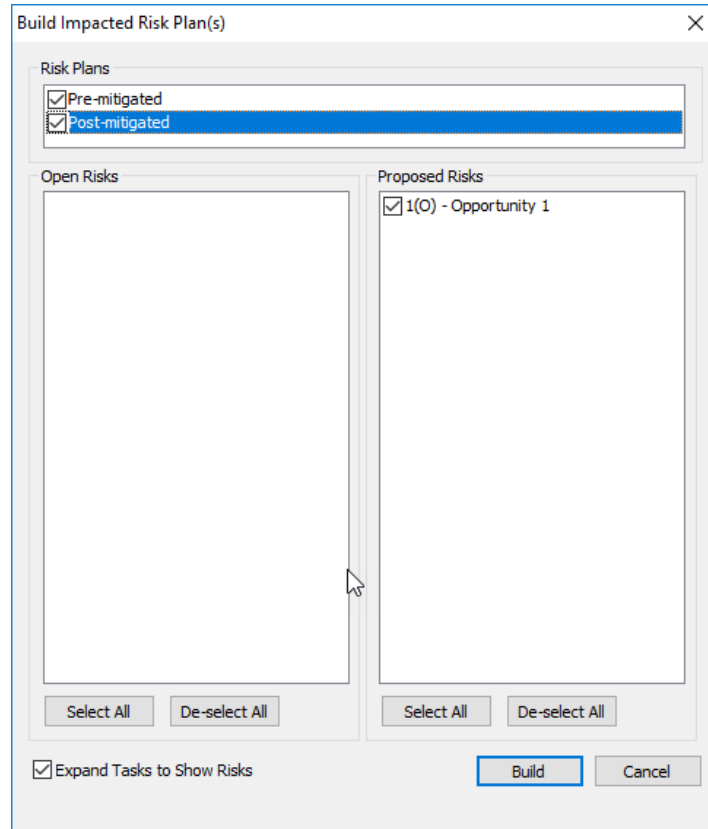 Build Impacted Risk Plan(s)
Risk Plans
Pre-mitigated
Post-mitigated
Open Risks
Proposed Risks
1(O) - Opportunity 1
Select All
De-select All
Select All
De-select All
Expand Tasks to Show Risks
Build
Cancel